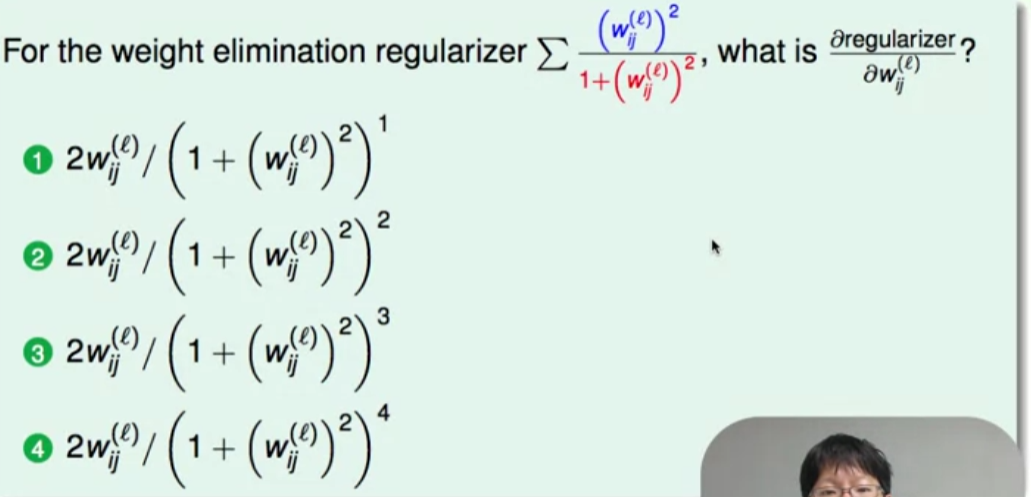 For the weight elimination regularizer $\sum \frac{\left(w_{ij}^{(\ell)}\right)^2}{1+\left(w_{ij}^{(\ell)}\right)^2}$, what is $\frac{\partial \text{regularizer}}{\partial w_{ij}^{(\ell)}}$?
1 $2w_{ij}^{(\ell)} / \left(1 + \left(w_{ij}^{(\ell)}\right)^2\right)^1$
2 $2w_{ij}^{(\ell)} / \left(1 + \left(w_{ij}^{(\ell)}\right)^2\right)^2$
3 $2w_{ij}^{(\ell)} / \left(1 + \left(w_{ij}^{(\ell)}\right)^2\right)^3$
4 $2w_{ij}^{(\ell)} / \left(1 + \left(w_{ij}^{(\ell)}\right)^2\right)^4$